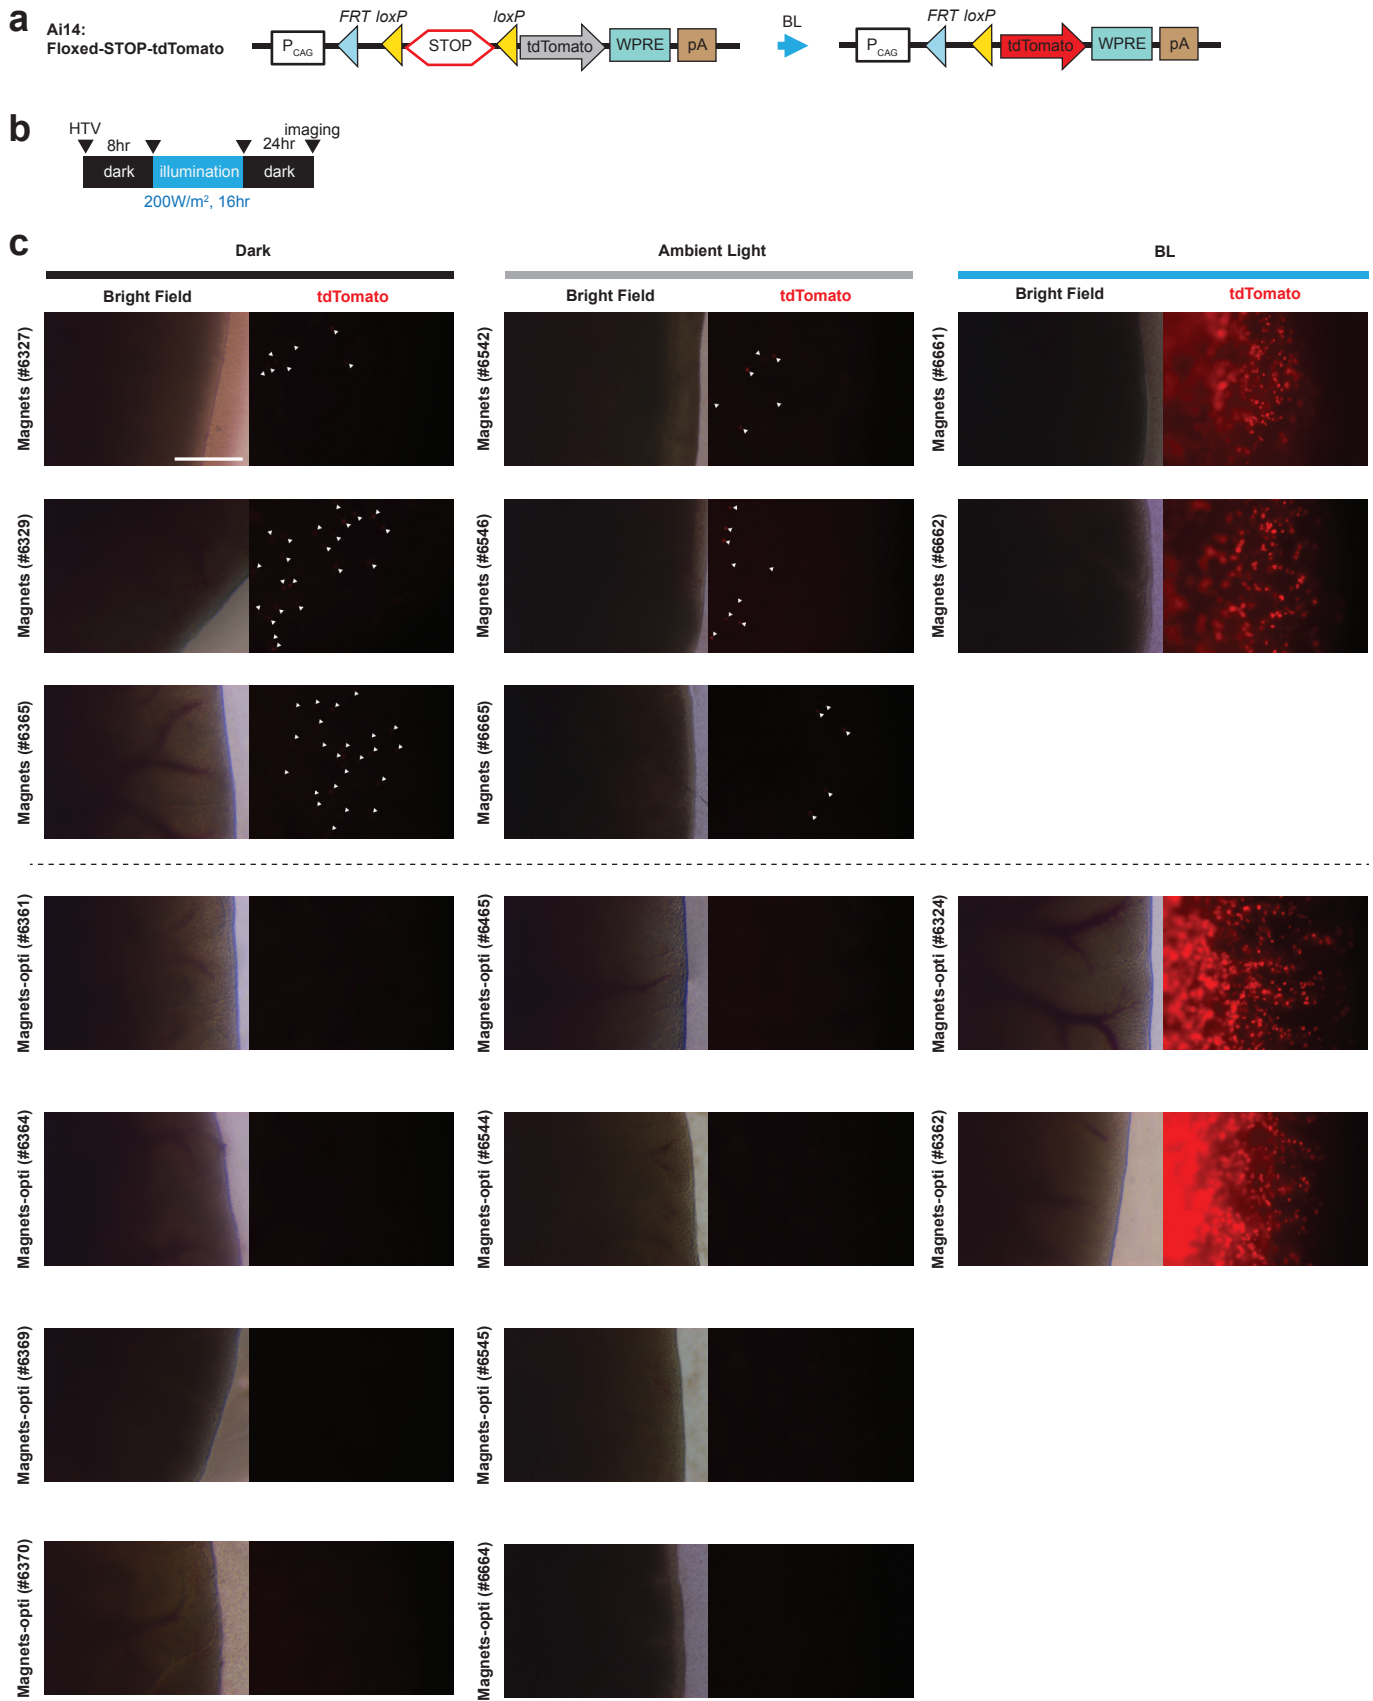 a
Ai14:
Floxed-STOP-tdTomato
FRT loxP loxP
PCAG STOP tdTomato WPRE pA
BL
FRT loxP
PCAG tdTomato WPRE pA
b
HTV 8hr 24hr imaging
dark illumination dark
200W/m², 16hr
c
Dark Ambient Light BL
Bright Field tdTomato Bright Field tdTomato Bright Field tdTomato
Magnets (#6327) Magnets (#6542) Magnets (#6661)
Magnets (#6329) Magnets (#6546) Magnets (#6662)
Magnets (#6365) Magnets (#6665)
Magnets-opti (#6361) Magnets-opti (#6465) Magnets-opti (#6324)
Magnets-opti (#6364) Magnets-opti (#6544) Magnets-opti (#6362)
Magnets-opti (#6369) Magnets-opti (#6545)
Magnets-opti (#6370) Magnets-opti (#6664)